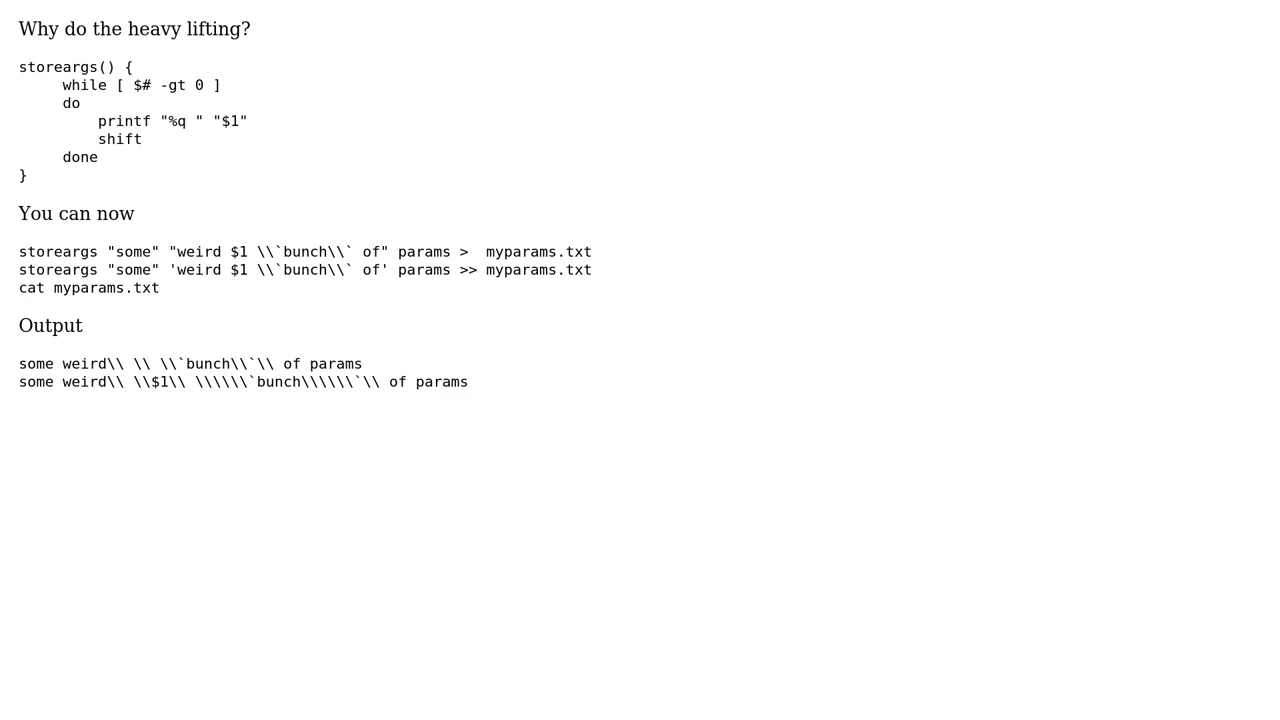 Why do the heavy lifting?
storeargs() {
     while [ $# -gt 0 ]
     do
         printf "%q " "$1"
         shift
     done
}
You can now
storeargs "some" "weird $1 \\`bunch\\` of" params >  myparams.txt
storeargs "some" 'weird $1 \\`bunch\\` of' params >> myparams.txt
cat myparams.txt
Output
some weird\\ \\ \\`bunch\\`\\ of params
some weird\\ \\$1\\ \\\\\\`bunch\\\\\\`\\ of params